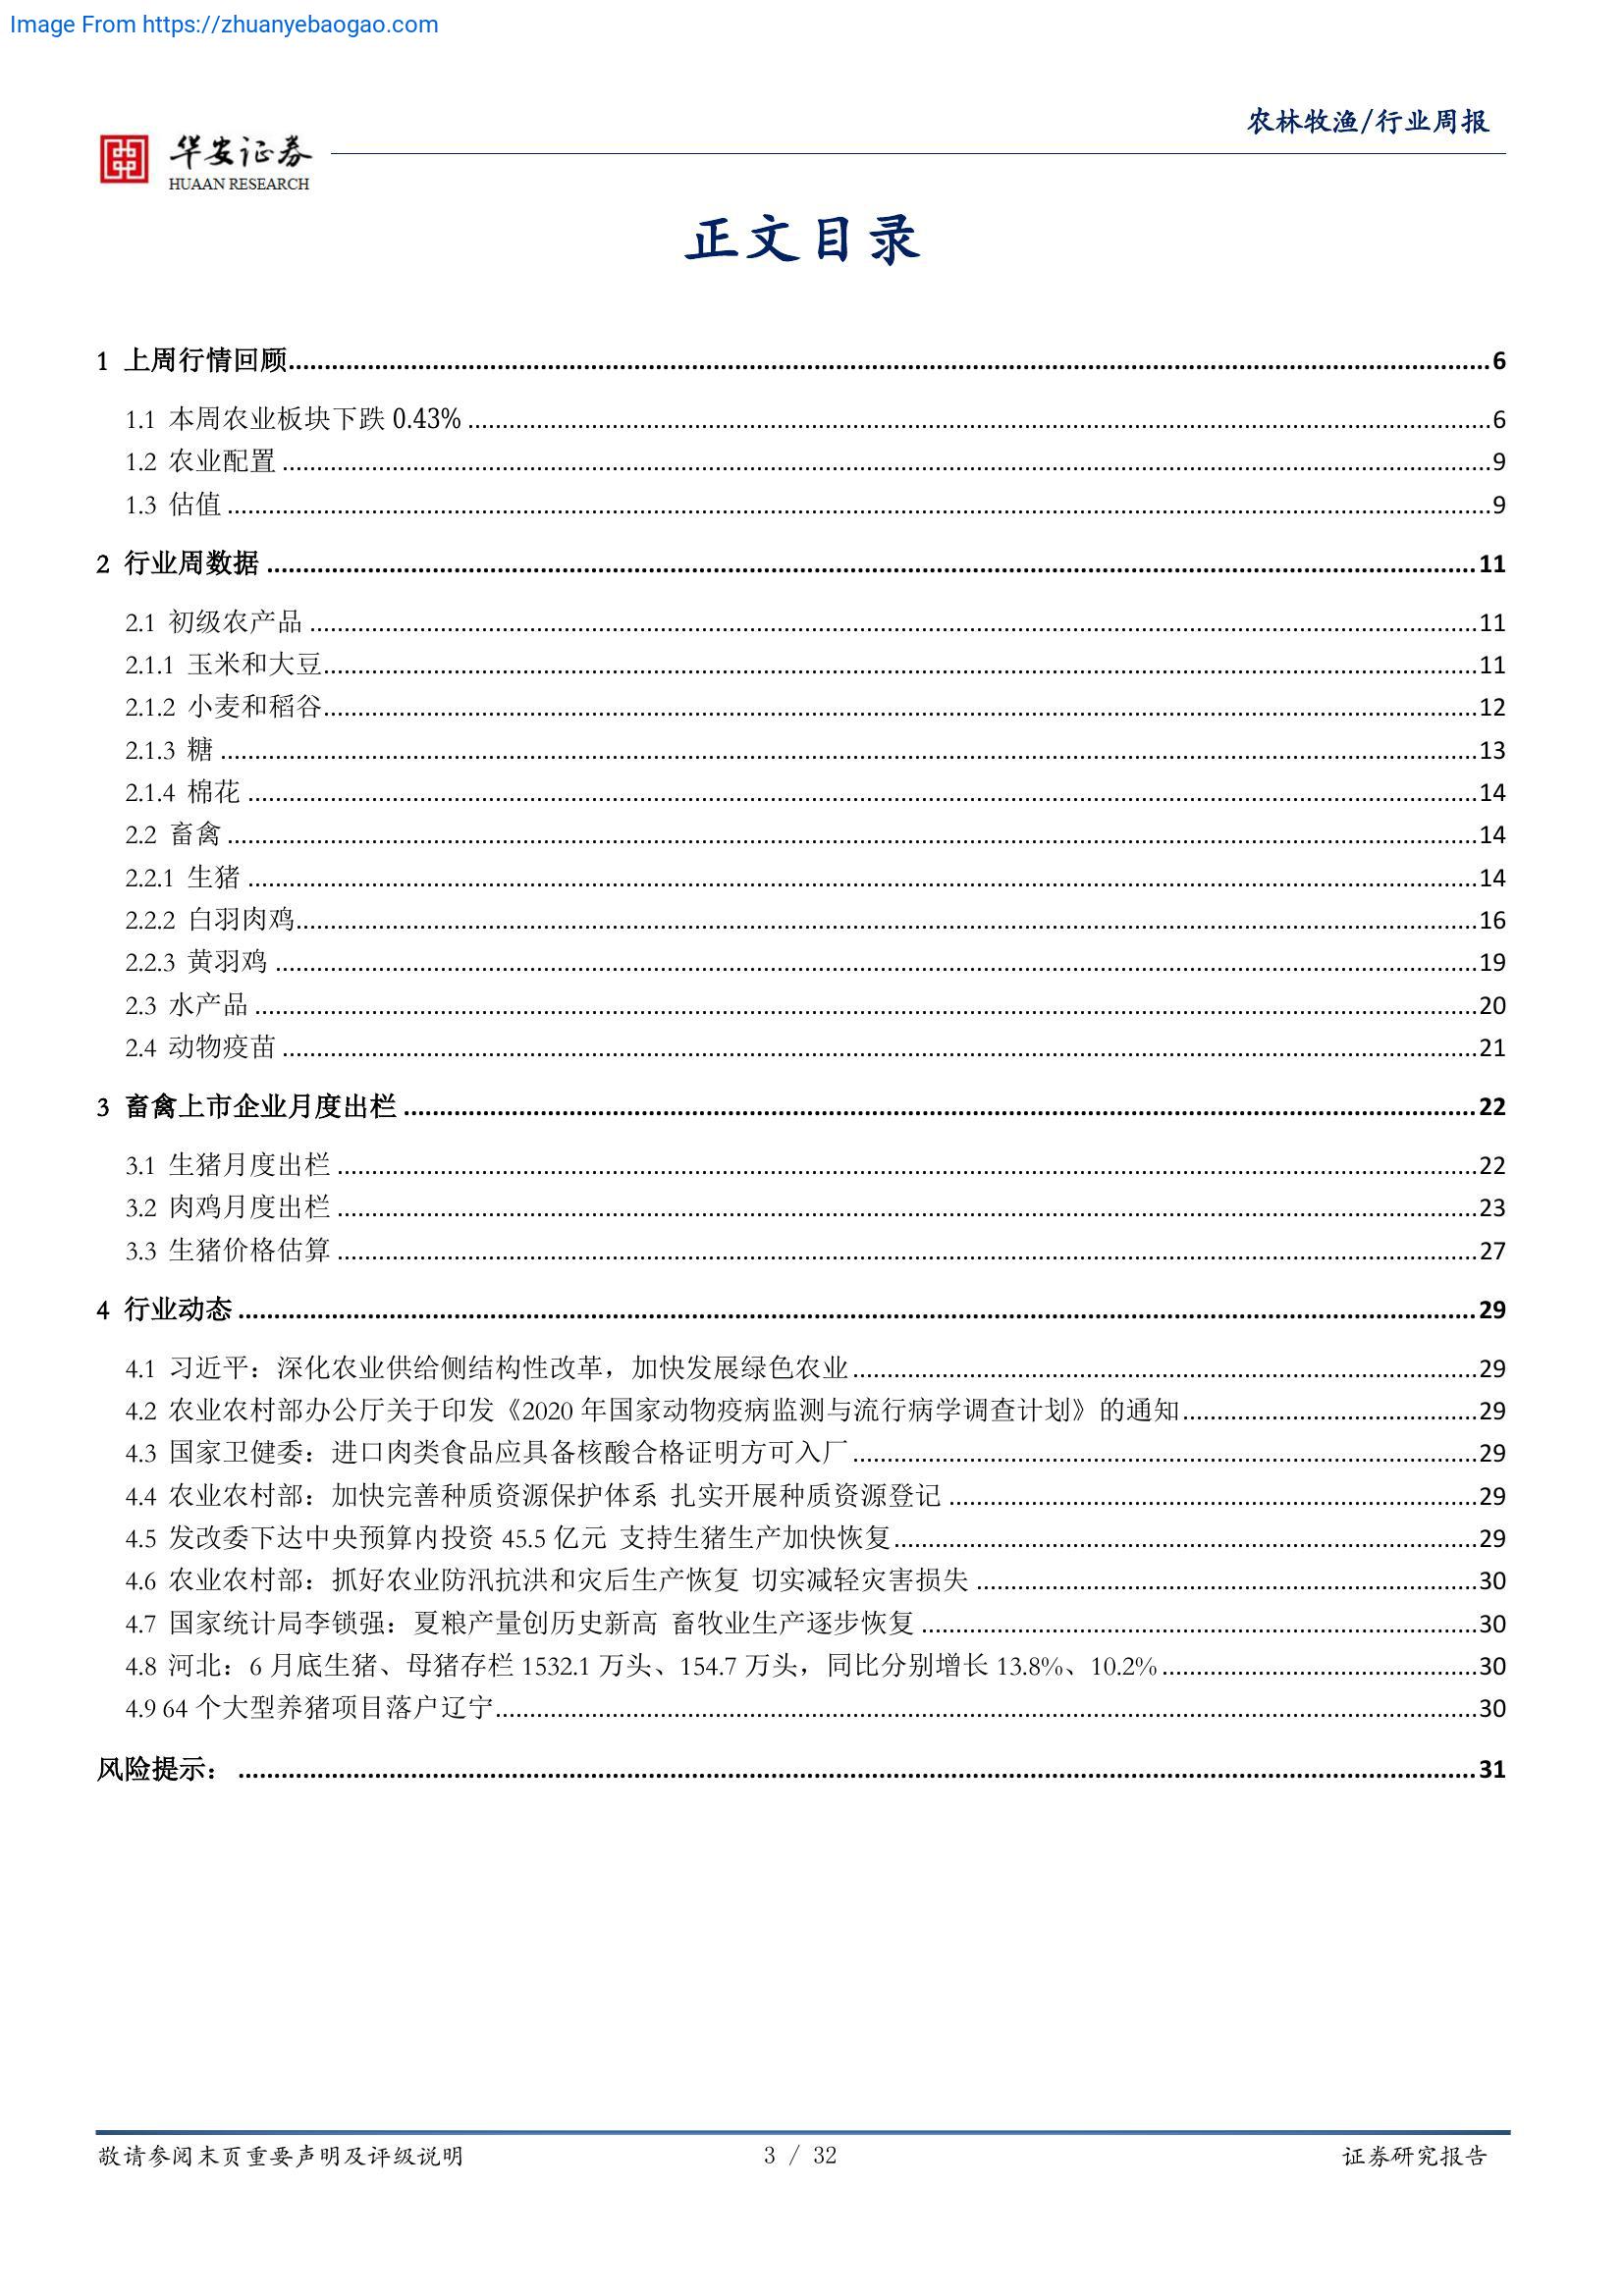 Image From https://zhuanyebaogao.com
农林牧渔/行业周报
华安证券
HUAAN RESEARCH
正文目录
1 上周行情回顾................6
1.1 本周农业板块下跌 0.43%................6
1.2 农业配置................9
1.3 估值................9
2 行业周数据................11
2.1 初级农产品................11
2.1.1 玉米和大豆................11
2.1.2 小麦和稻谷................12
2.1.3 糖................13
2.1.4 棉花................14
2.2 畜禽................14
2.2.1 生猪................14
2.2.2 白羽肉鸡................16
2.2.3 黄羽鸡................19
2.3 水产品................20
2.4 动物疫苗................21
3 畜禽上市企业月度出栏................22
3.1 生猪月度出栏................22
3.2 肉鸡月度出栏................23
3.3 生猪价格估算................27
4 行业动态................29
4.1 习近平：深化农业供给侧结构性改革，加快发展绿色农业................29
4.2 农业农村部办公厅关于印发《2020 年国家动物疫病监测与流行病学调查计划》的通知................29
4.3 国家卫健委：进口肉类食品应具备核酸合格证明方可入厂................29
4.4 农业农村部：加快完善种质资源保护体系 扎实开展种质资源登记................29
4.5 发改委下达中央预算内投资 45.5 亿元 支持生猪生产加快恢复................29
4.6 农业农村部：抓好农业防汛抗洪和灾后生产恢复 切实减轻灾害损失................30
4.7 国家统计局李锁强：夏粮产量创历史新高 畜牧业生产逐步恢复................30
4.8 河北：6 月底生猪、母猪存栏 1532.1 万头、154.7 万头，同比分别增长 13.8%、10.2%................30
4.9 64 个大型养猪项目落户辽宁................30
风险提示：................31
敬请参阅末页重要声明及评级说明 3 / 32 证券研究报告